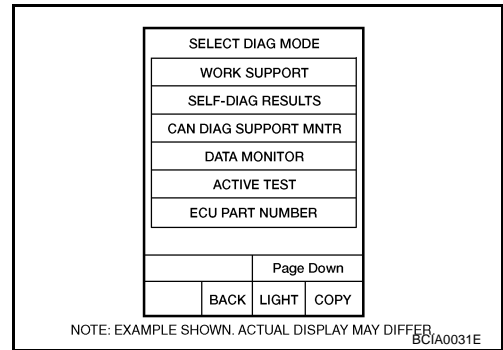 SELECT DIAG MODE
WORK SUPPORT
SELF-DIAG RESULTS
CAN DIAG SUPPORT MNTR
DATA MONITOR
ACTIVE TEST
ECU PART NUMBER
Page Down
BACK LIGHT COPY
NOTE: EXAMPLE SHOWN. ACTUAL DISPLAY MAY DIFFER.
BCIA0031E